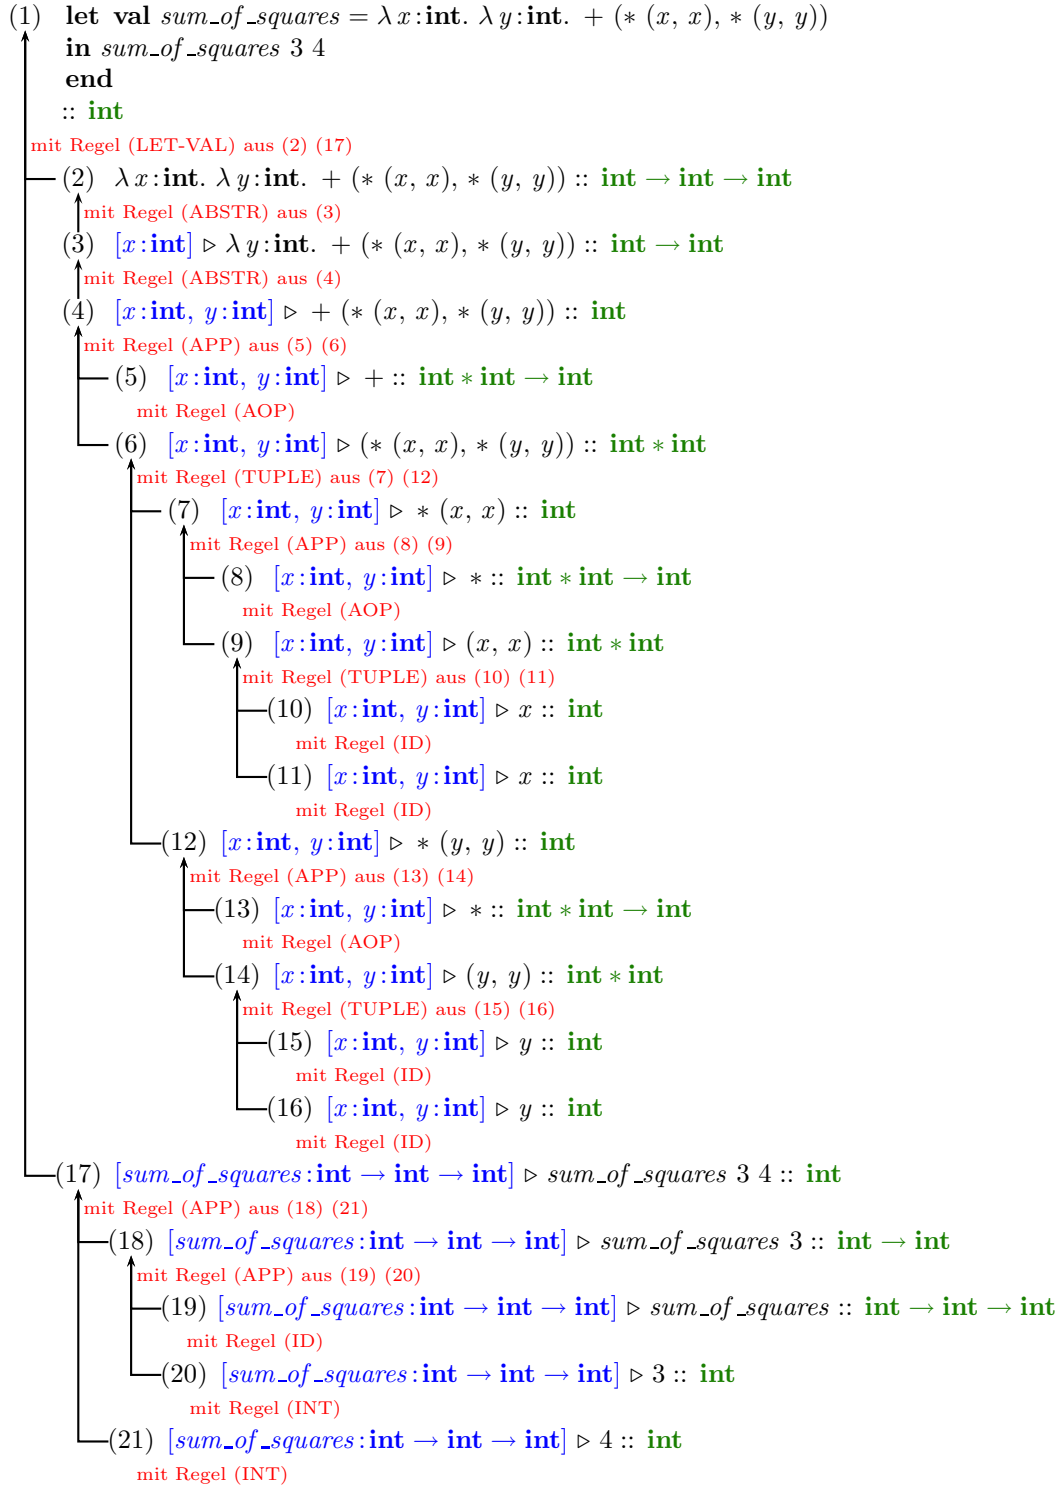 (1) let val sum_of_squares = λ x:int. λ y:int. + (* (x, x), * (y, y))
in sum_of_squares 3 4
end
:: int
mit Regel (LET-VAL) aus (2) (17)
(2) λ x:int. λ y:int. + (* (x, x), * (y, y)) :: int → int → int
mit Regel (ABSTR) aus (3)
(3) [x:int] ▹ λ y:int. + (* (x, x), * (y, y)) :: int → int
mit Regel (ABSTR) aus (4)
(4) [x:int, y:int] ▹ + (* (x, x), * (y, y)) :: int
mit Regel (APP) aus (5) (6)
(5) [x:int, y:int] ▹ + :: int * int → int
mit Regel (AOP)
(6) [x:int, y:int] ▹ (* (x, x), * (y, y)) :: int * int
mit Regel (TUPLE) aus (7) (12)
(7) [x:int, y:int] ▹ * (x, x) :: int
mit Regel (APP) aus (8) (9)
(8) [x:int, y:int] ▹ * :: int * int → int
mit Regel (AOP)
(9) [x:int, y:int] ▹ (x, x) :: int * int
mit Regel (TUPLE) aus (10) (11)
(10) [x:int, y:int] ▹ x :: int
mit Regel (ID)
(11) [x:int, y:int] ▹ x :: int
mit Regel (ID)
(12) [x:int, y:int] ▹ * (y, y) :: int
mit Regel (APP) aus (13) (14)
(13) [x:int, y:int] ▹ * :: int * int → int
mit Regel (AOP)
(14) [x:int, y:int] ▹ (y, y) :: int * int
mit Regel (TUPLE) aus (15) (16)
(15) [x:int, y:int] ▹ y :: int
mit Regel (ID)
(16) [x:int, y:int] ▹ y :: int
mit Regel (ID)
(17) [sum_of_squares:int → int → int] ▹ sum_of_squares 3 4 :: int
mit Regel (APP) aus (18) (21)
(18) [sum_of_squares:int → int → int] ▹ sum_of_squares 3 :: int → int
mit Regel (APP) aus (19) (20)
(19) [sum_of_squares:int → int → int] ▹ sum_of_squares :: int → int → int
mit Regel (ID)
(20) [sum_of_squares:int → int → int] ▹ 3 :: int
mit Regel (INT)
(21) [sum_of_squares:int → int → int] ▹ 4 :: int
mit Regel (INT)